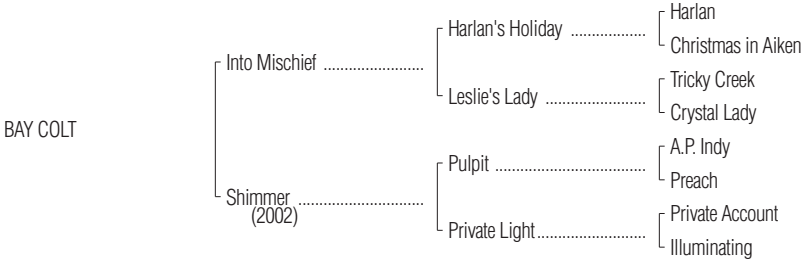 Harlan
Harlan's Holiday ..................
Christmas in Aiken
Into Mischief ........................
Tricky Creek
Leslie's Lady ........................
Crystal Lady
BAY COLT
A.P. Indy
Pulpit ....................................
Preach
Shimmer ..............................
(2002)
Private Account
Private Light..........................
Illuminating